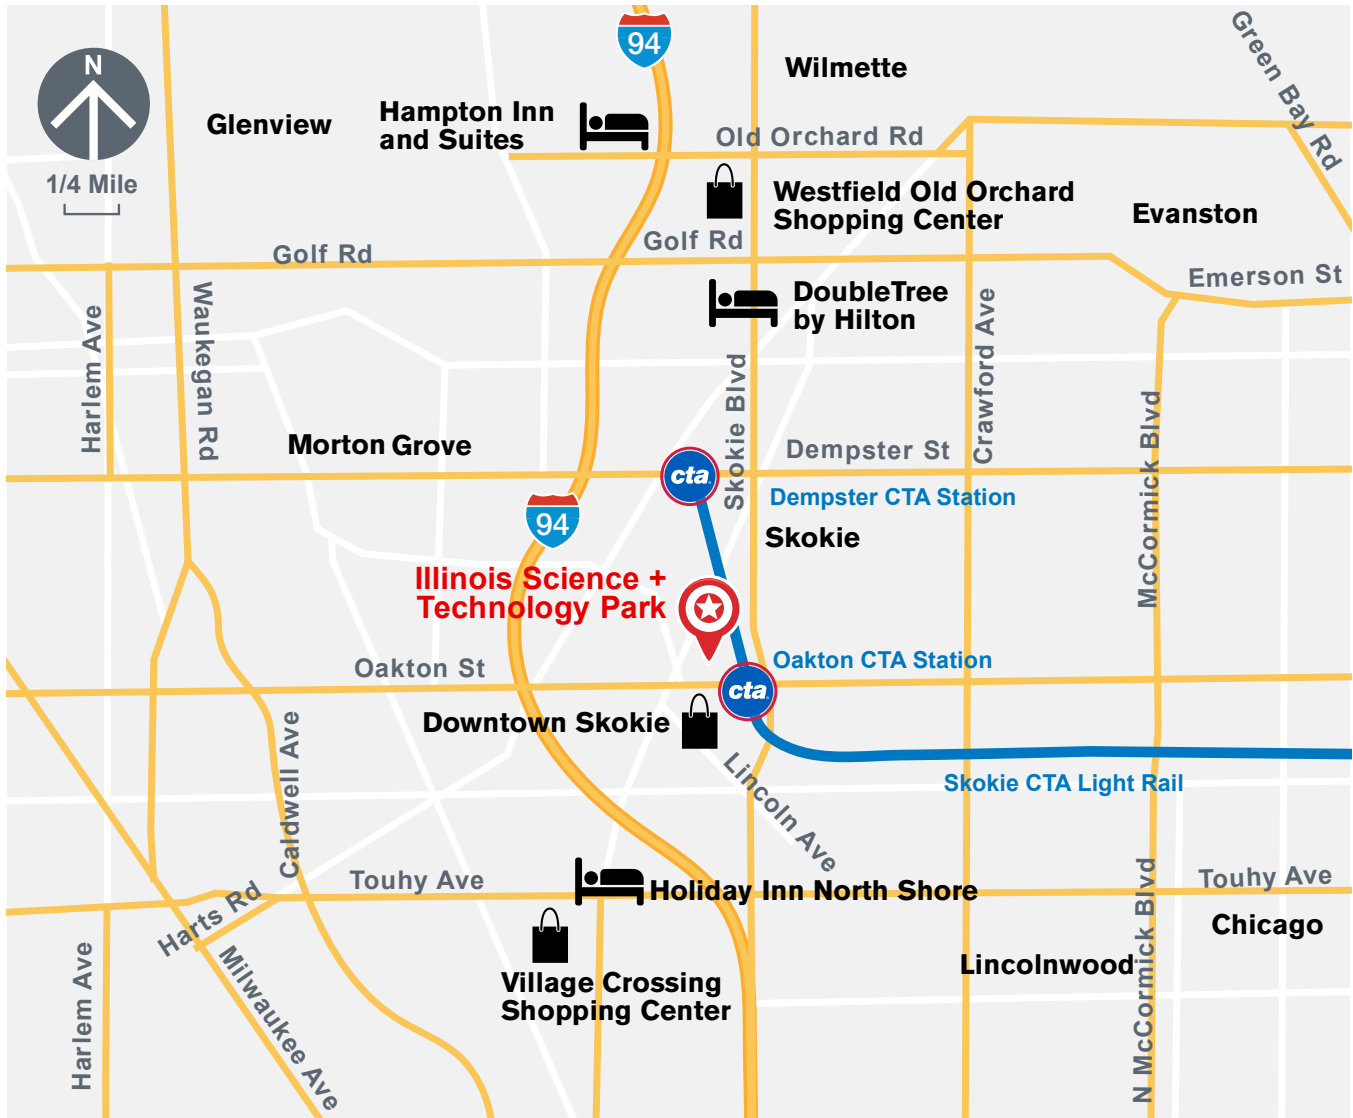 94
Wilmette
Green Bay Rd
N
Glenview
Hampton Inn
and Suites
Old Orchard Rd
1/4 Mile
Westfield Old Orchard
Shopping Center
Evanston
Golf Rd
Golf Rd
Emerson St
Harlem Ave
Waukegan Rd
DoubleTree
by Hilton
Crawford Ave
Skokie Blvd
McCormick Blvd
Morton Grove
Dempster St
cta
Dempster CTA Station
94
Skokie
Illinois Science +
Technology Park
Oakton St
Oakton CTA Station
cta
Downtown Skokie
Caldwell Ave
Lincoln Ave
Skokie CTA Light Rail
Touhy Ave
Holiday Inn North Shore
Touhy Ave
Harts Rd
Chicago
N McCormick Blvd
Harlem Ave
Milwaukee Ave
Village Crossing
Shopping Center
Lincolnwood